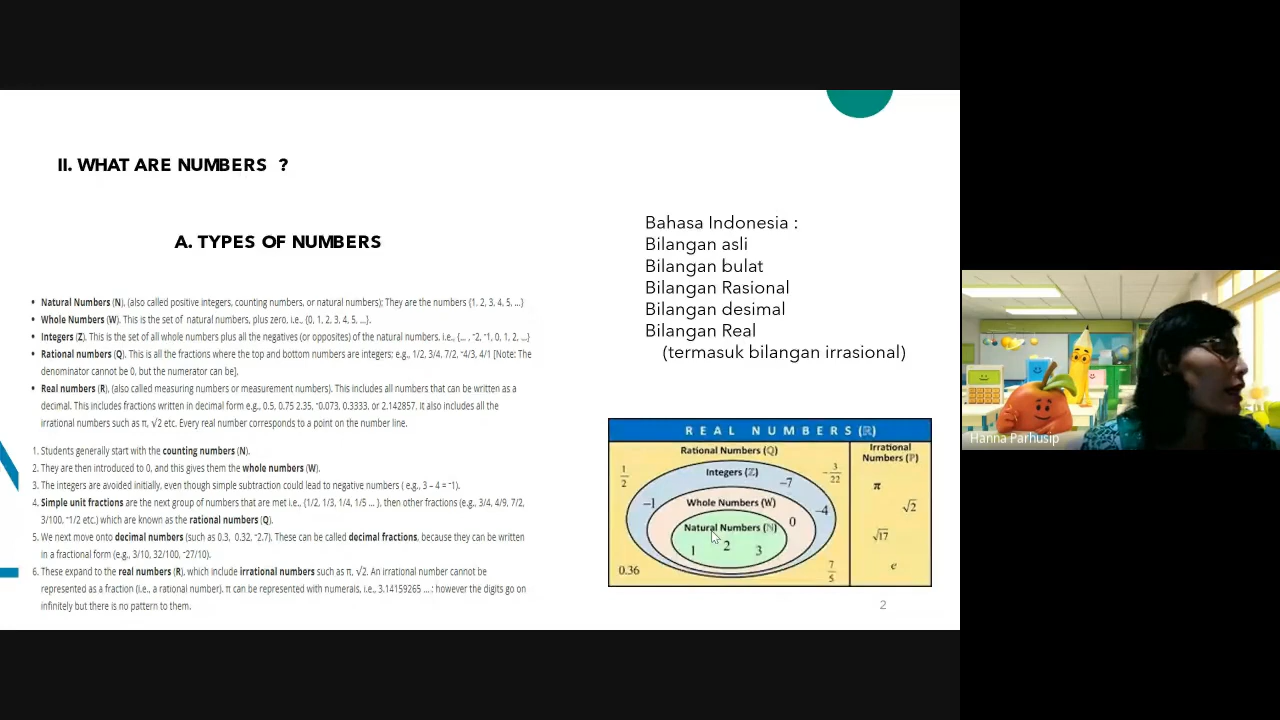 II. WHAT ARE NUMBERS ?
A. TYPES OF NUMBERS
• Natural Numbers (N). (also called positive integers, counting numbers, or natural numbers); They are the numbers {1, 2, 3, 4, 5, ...}
• Whole Numbers (W). This is the set of natural numbers, plus zero, i.e., {0, 1, 2, 3, 4, 5, ...}.
• Integers (Z). This is the set of all whole numbers plus all the negatives (or opposites) of the natural numbers, i.e., {... , ⁻2, ⁻1, 0, 1, 2, ...}
• Rational numbers (Q). This is all the fractions where the top and bottom numbers are integers; e.g., 1/2, 3/4, 7/2, ⁻4/3, 4/1 [Note: The
denominator cannot be 0, but the numerator can be].
• Real numbers (R), (also called measuring numbers or measurement numbers). This includes all numbers that can be written as a
decimal. This includes fractions written in decimal form e.g., 0.5, 0.75 2.35, ⁻0.073, 0.3333, or 2.142857. It also includes all the
irrational numbers such as π, √2 etc. Every real number corresponds to a point on the number line.
1. Students generally start with the counting numbers (N).
2. They are then introduced to 0, and this gives them the whole numbers (W).
3. The integers are avoided initially, even though simple subtraction could lead to negative numbers ( e.g., 3 – 4 = ⁻1).
4. Simple unit fractions are the next group of numbers that are met i.e., {1/2, 1/3, 1/4, 1/5 ... }, then other fractions (e.g., 3/4, 4/9, 7/2,
3/100, ⁻1/2 etc.) which are known as the rational numbers (Q).
5. We next move onto decimal numbers (such as 0.3, 0.32, ⁻2.7). These can be called decimal fractions, because they can be written
in a fractional form (e.g., 3/10, 32/100, ⁻27/10).
6. These expand to the real numbers (R), which include irrational numbers such as π, √2. An irrational number cannot be
represented as a fraction (i.e., a rational number). π can be represented with numerals, i.e., 3.14159265 ... ; however the digits go on
infinitely but there is no pattern to them.
Bahasa Indonesia :
Bilangan asli
Bilangan bulat
Bilangan Rasional
Bilangan desimal
Bilangan Real
(termasuk bilangan irrasional)
REAL NUMBERS (ℝ)
Rational Numbers (ℚ)
Irrational
Numbers (ℙ)
Integers (ℤ)
1/2
-3/22
-7
π
Whole Numbers (W)
-1
-4
√2
0
Natural Numbers (ℕ)
√17
1 2 3
0.36
7/5
e
2
Hanna Parhusip